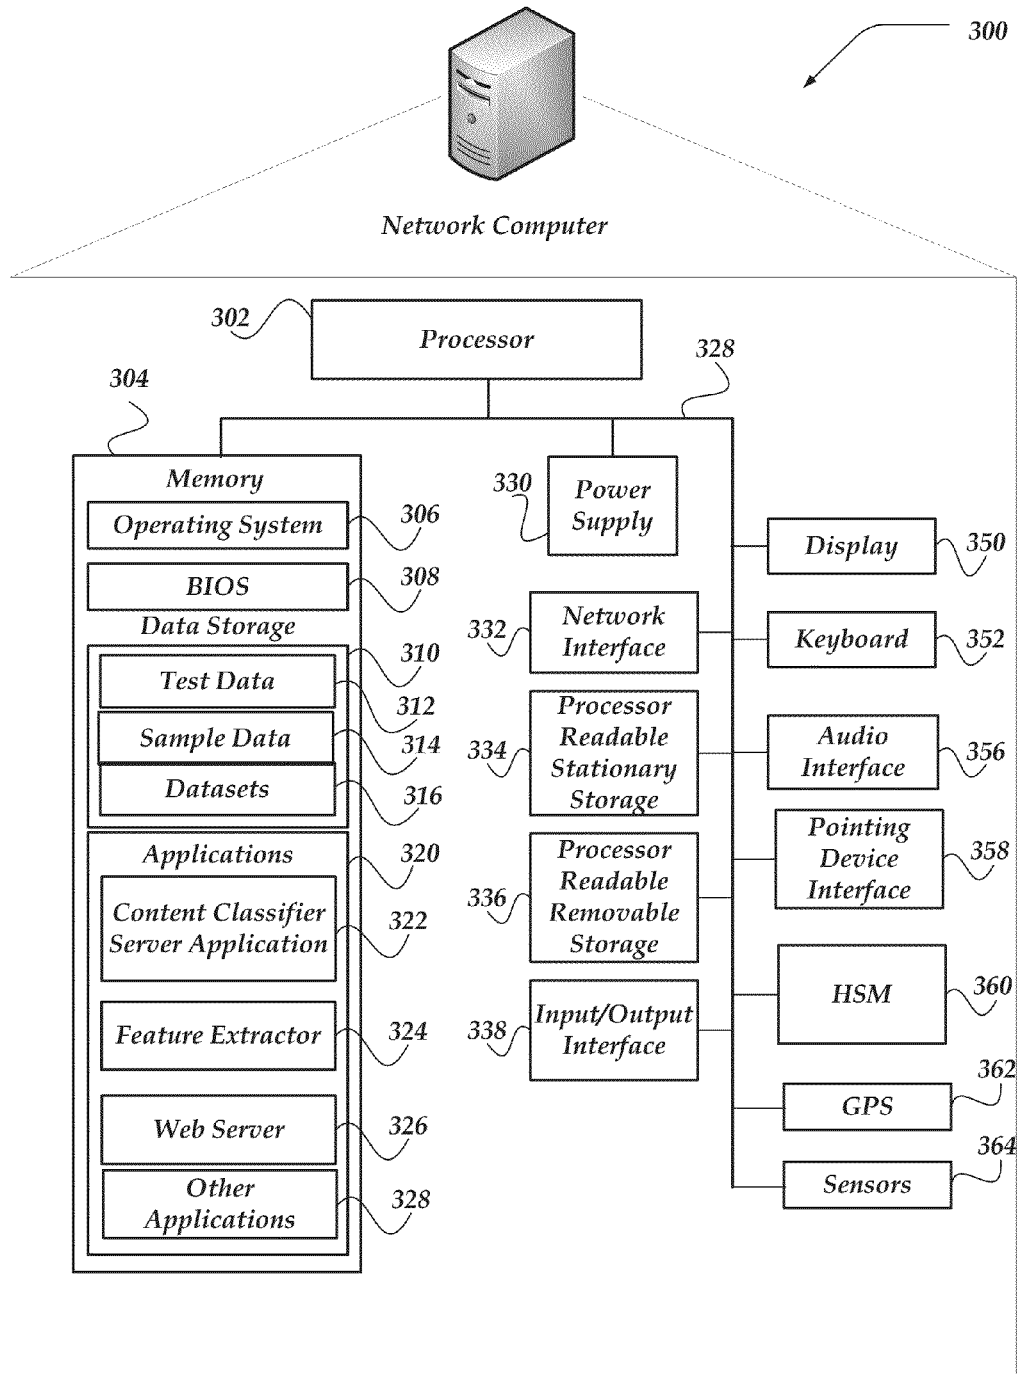 300
Network Computer
302
Processor
328
304
Memory
Operating System
306
BIOS
308
Data Storage
310
Test Data
312
Sample Data
314
Datasets
316
Applications
320
Content Classifier
Server Application
322
Feature Extractor
324
Web Server
326
Other
Applications
328
330
Power
Supply
332
Network
Interface
334
Processor
Readable
Stationary
Storage
336
Processor
Readable
Removable
Storage
338
Input/Output
Interface
Display
350
Keyboard
352
Audio
Interface
356
Pointing
Device
Interface
358
HSM
360
GPS
362
Sensors
364